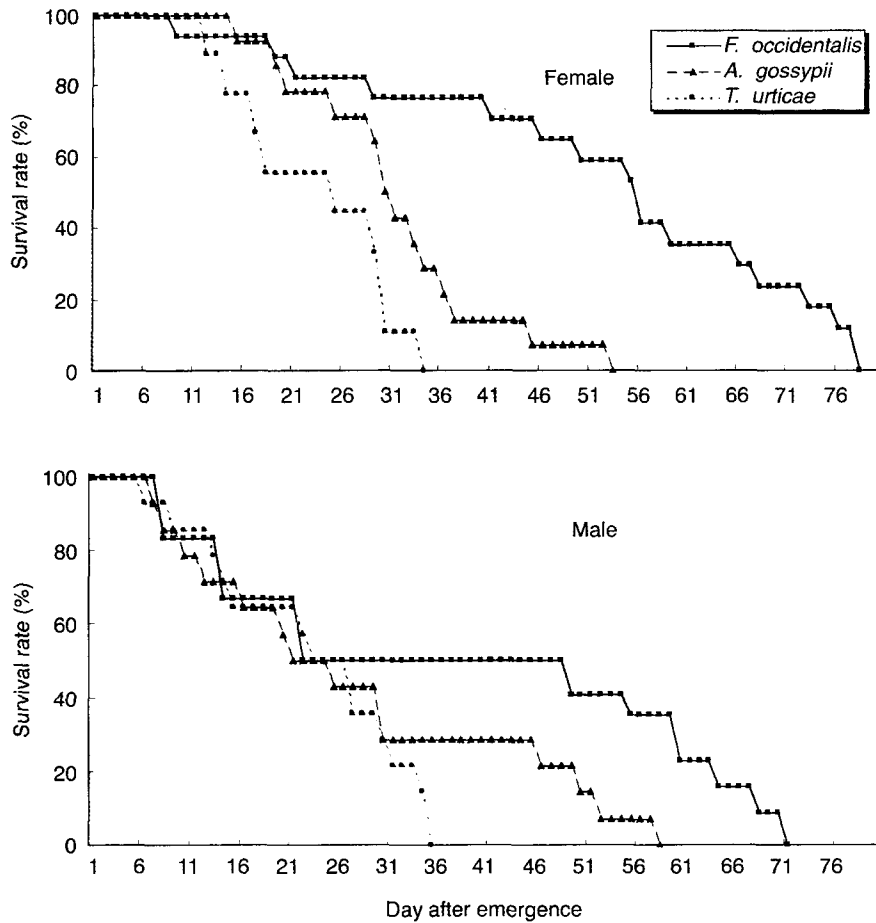 100
80
60
40
20
0
Survival rate (%)
Female
F. occidentalis
A. gossypii
T. urticae
1 6 11 16 21 26 31 36 41 46 51 56 61 66 71 76
100
80
60
40
20
0
Survival rate (%)
Male
1 6 11 16 21 26 31 36 41 46 51 56 61 66 71 76
Day after emergence